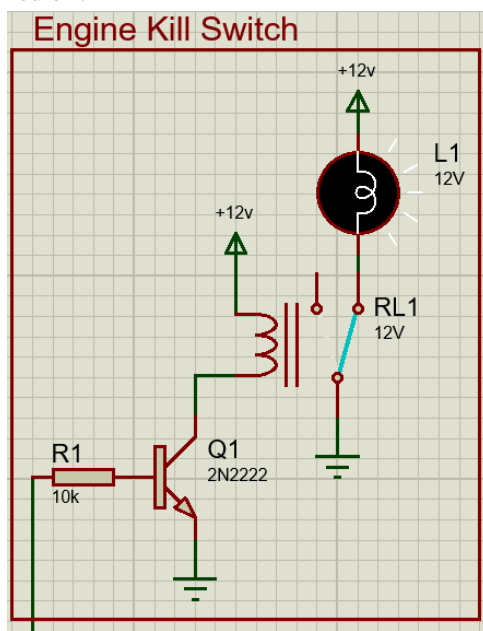 Engine Kill Switch
+12v
L1
12V
+12v
RL1
12V
R1
10k
Q1
2N2222